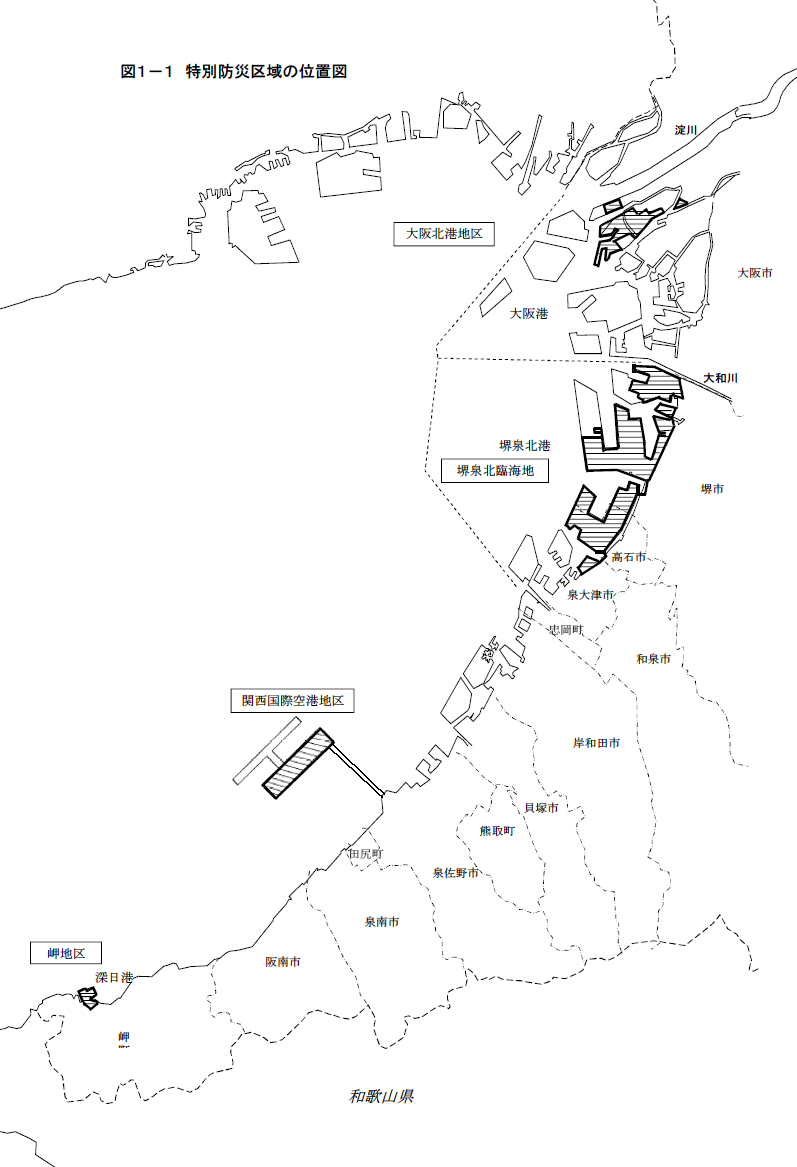 図1－1 特別防災区域の位置図
淀川
大阪北港地区
大阪市
大阪港
大和川
堺泉北港
堺泉北臨海地
堺市
高石市
泉大津市
忠岡町
和泉市
関西国際空港地区
岸和田市
貝塚市
熊取町
田尻町
泉佐野市
泉南市
岬地区
阪南市
深日港
岬
和歌山県